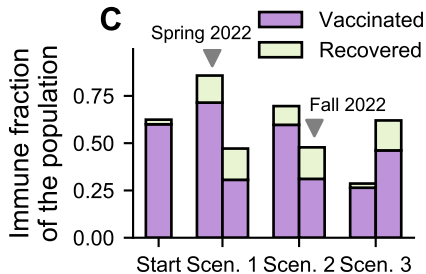 C
Vaccinated
Recovered
Spring 2022
Fall 2022
Immune fraction
of the population
0.75
0.50
0.25
0.00
Start Scen. 1 Scen. 2 Scen. 3